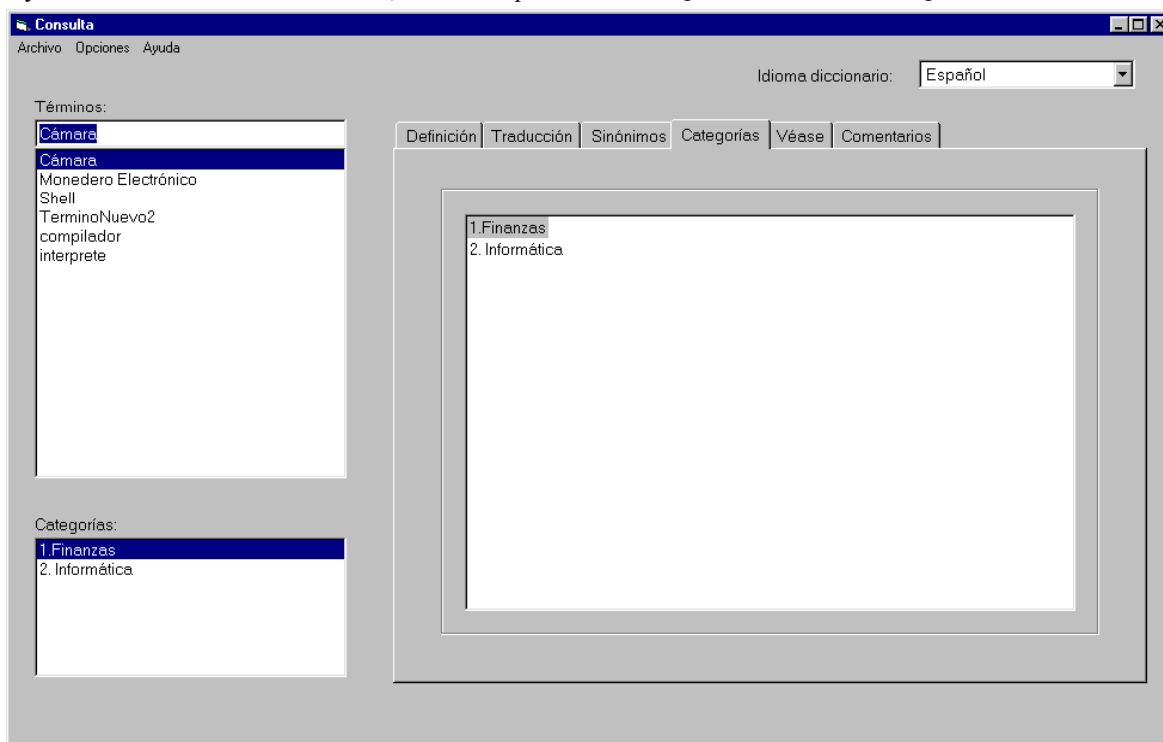 Consulta
Archivo Opciones Ayuda
Idioma diccionario: Español
Términos:
Cámara
Cámara
Monedero Electrónico
Shell
TerminoNuevo2
compilador
interprete
Definición Traducción Sinónimos Categorías Véase Comentarios
1.Finanzas
2. Informática
Categorías:
1.Finanzas
2. Informática